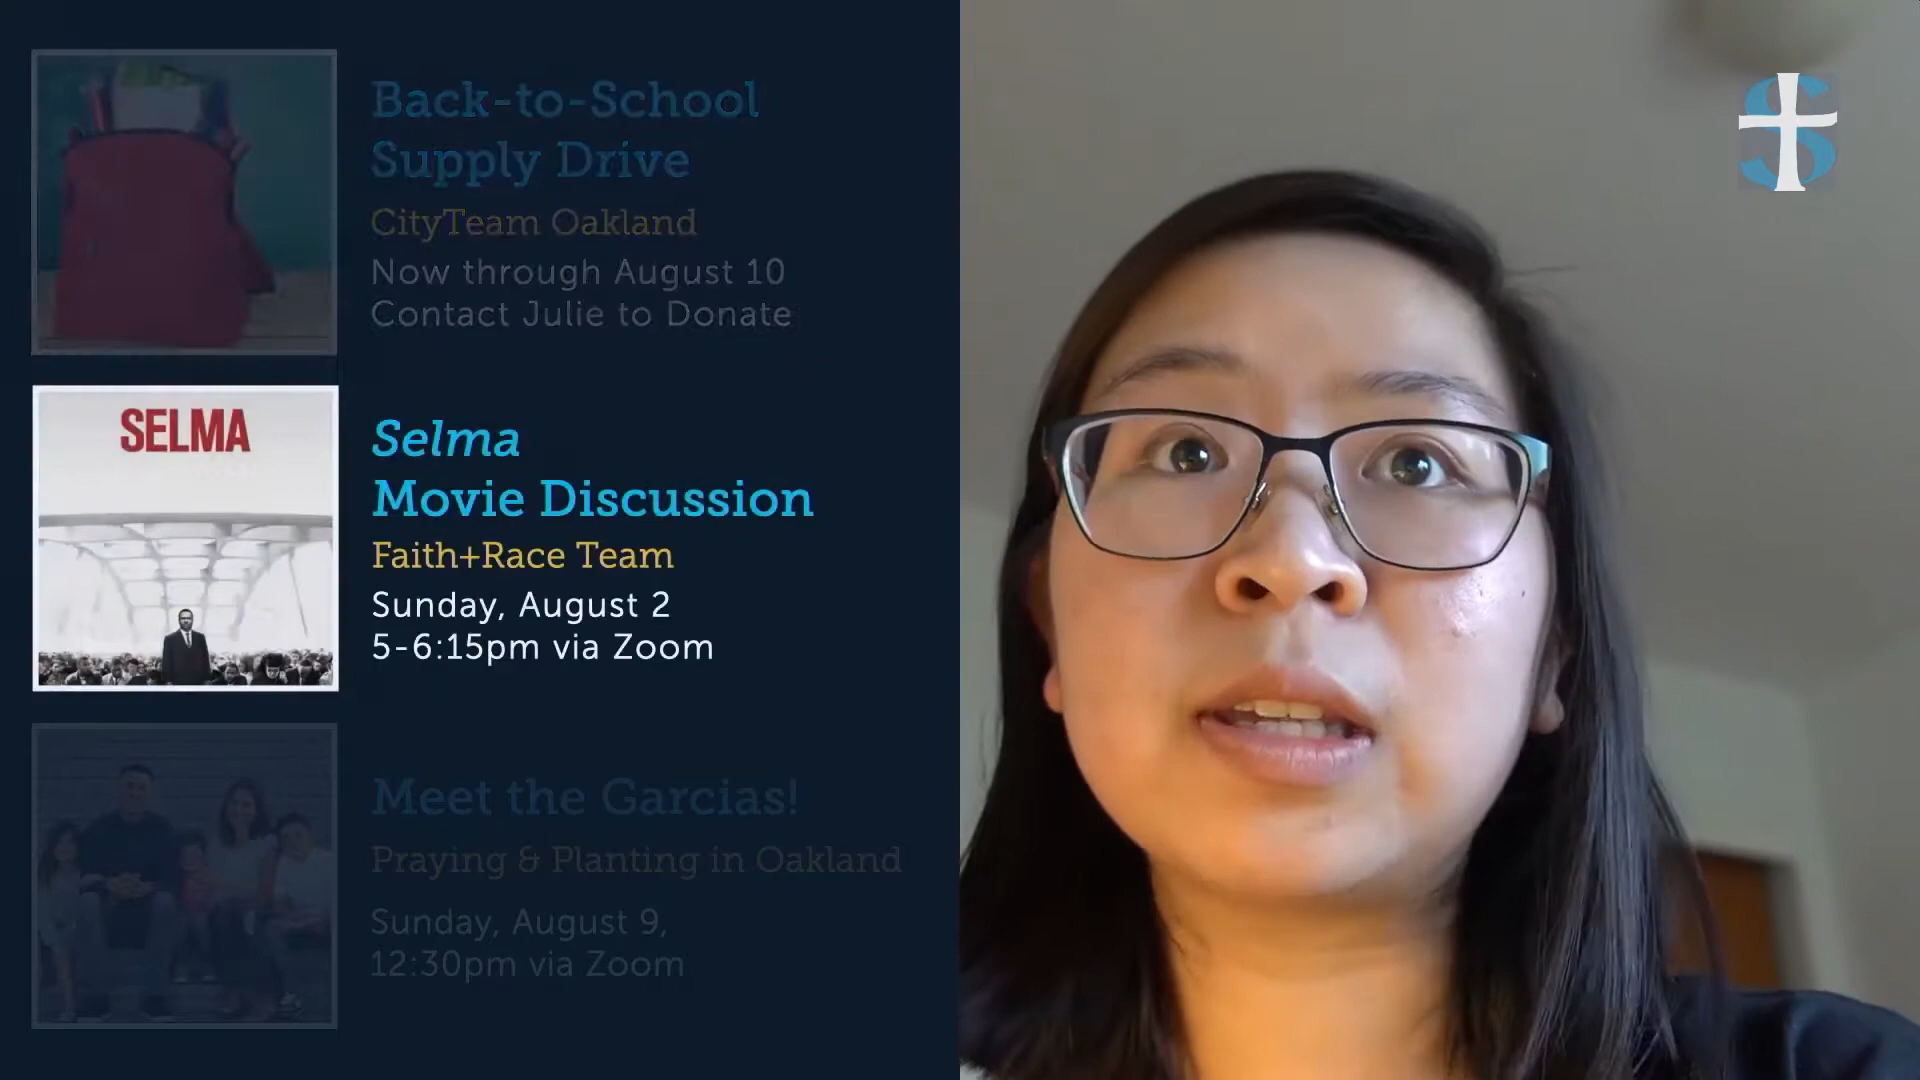 Back-to-School
Supply Drive
CityTeam Oakland
Now through August 10
Contact Julie to Donate
SELMA
Selma
Movie Discussion
Faith+Race Team
Sunday, August 2
5-6:15pm via Zoom
Meet the Garcias!
Praying & Planting in Oakland
Sunday, August 9,
12:30pm via Zoom
S